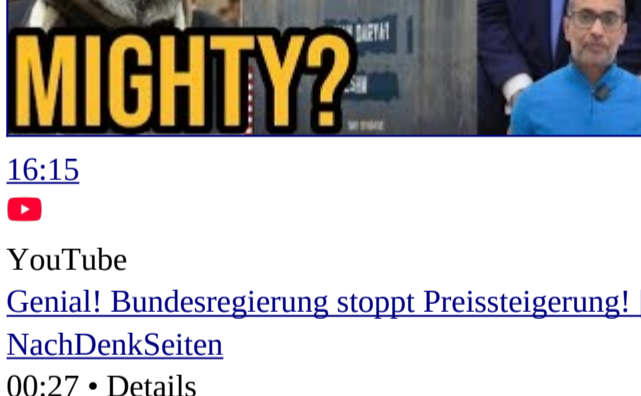 MIGHTY?
16:15
YouTube
Genial! Bundesregierung stoppt Preissteigerung! |
NachDenkSeiten
00:27 • Details